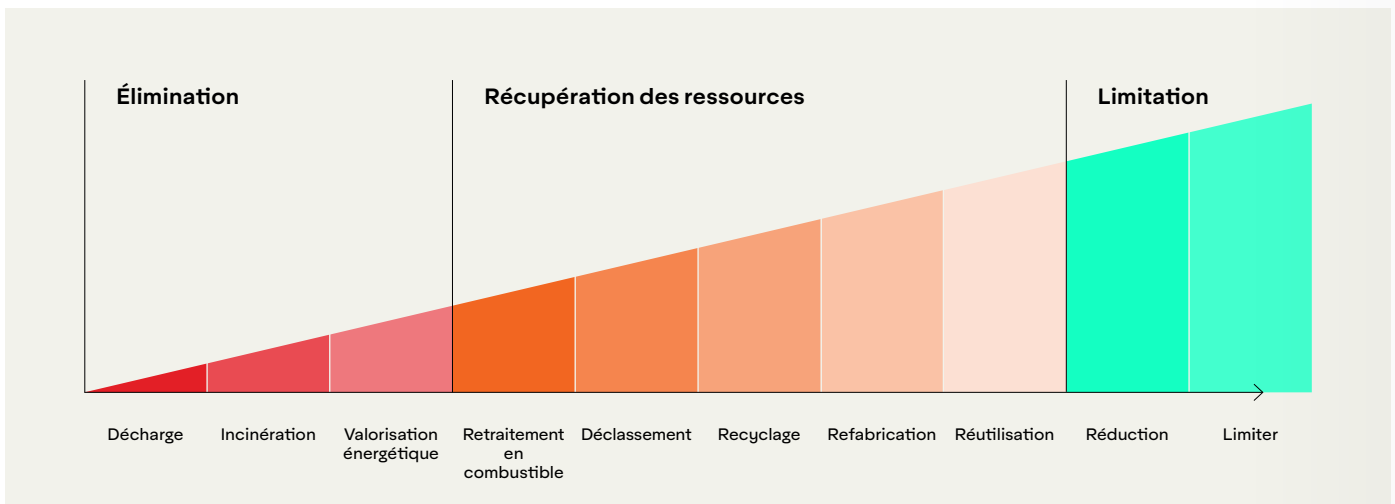 Élimination
Récupération des ressources
Limitation
Décharge
Incinération
Valorisation
énergétique
Retraitement
en
combustible
Déclassement
Recyclage
Refabrication
Réutilisation
Réduction
Limiter